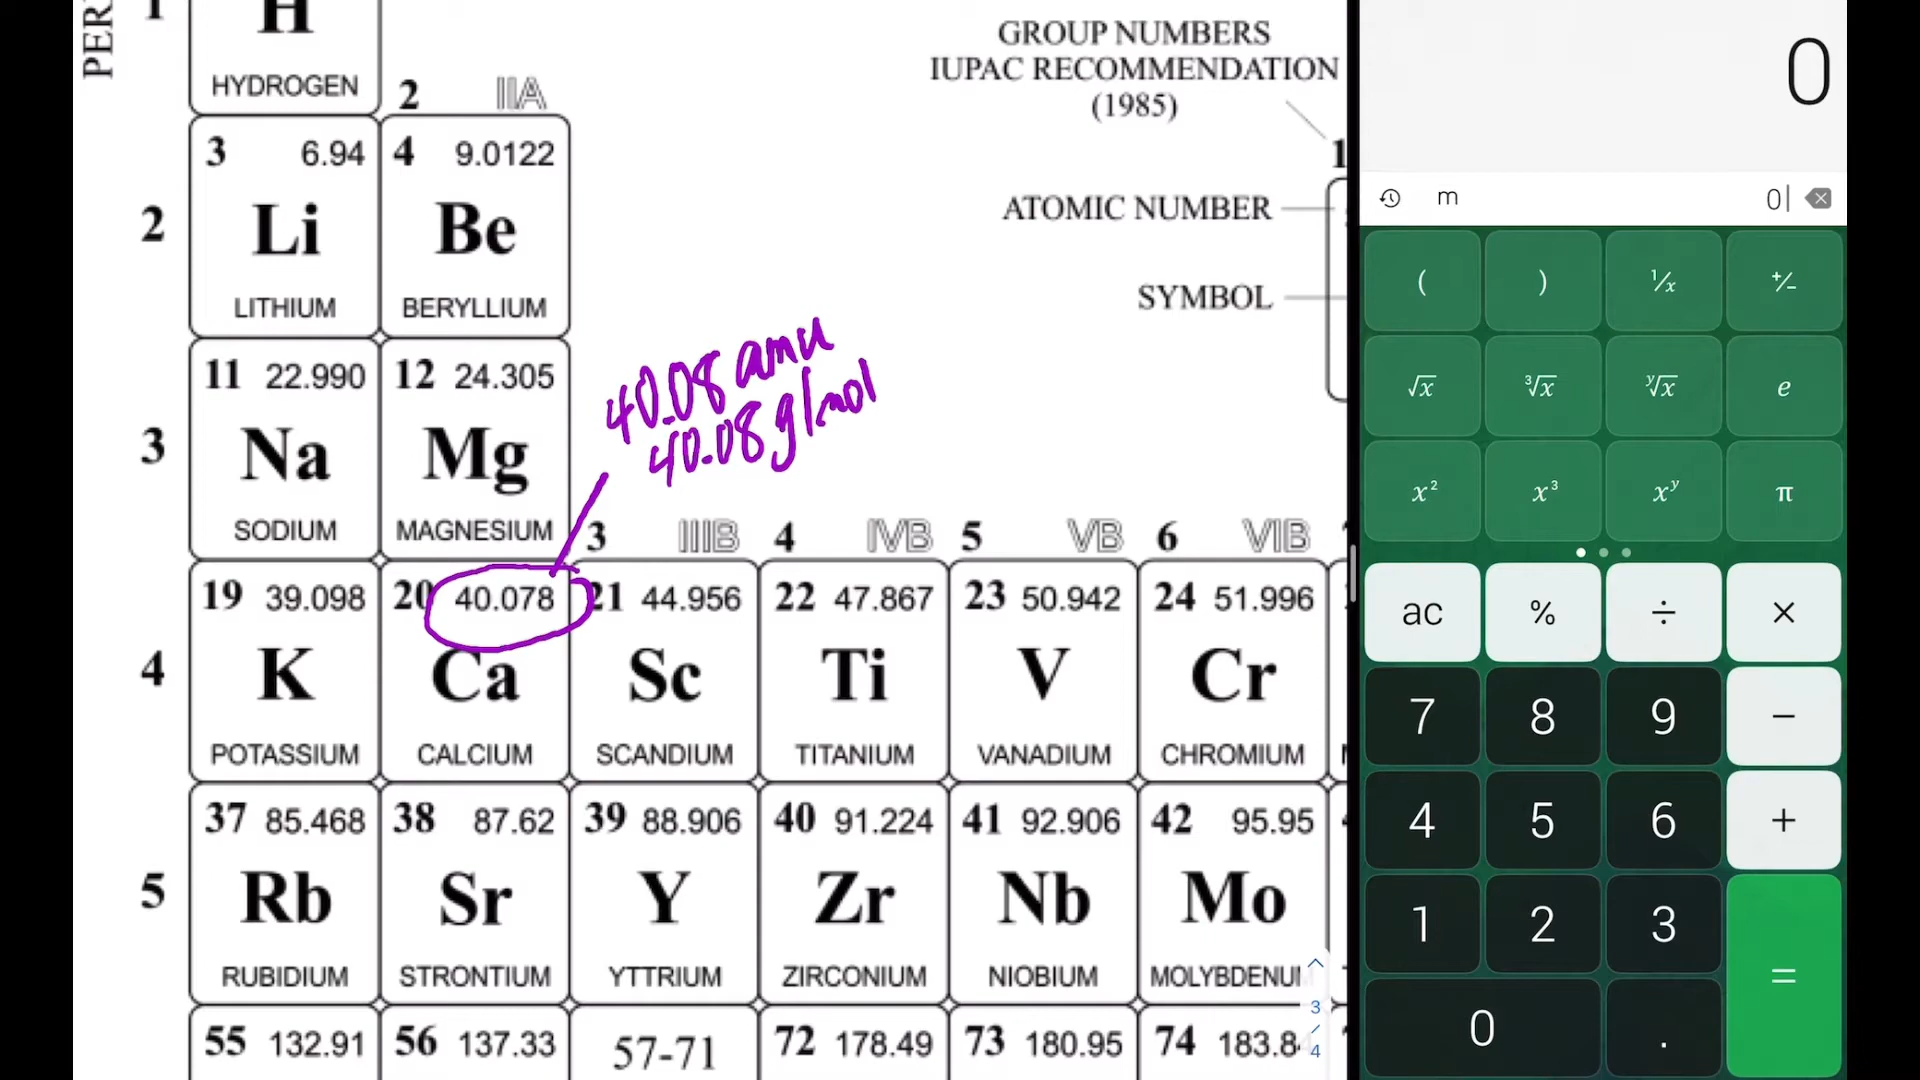 PER
1
H
HYDROGEN
2 IIA
GROUP NUMBERS
IUPAC RECOMMENDATION
(1985)
1
3 6.94 4 9.0122
2 Li Be
LITHIUM BERYLLIUM
ATOMIC NUMBER
SYMBOL
40.08 amu
40.08 g/mol
11 22.990 12 24.305
3 Na Mg
SODIUM MAGNESIUM
3 IIIB 4 IVB 5 VB 6 VIB
19 39.098 20 40.078 21 44.956 22 47.867 23 50.942 24 51.996
4 K Ca Sc Ti V Cr
POTASSIUM CALCIUM SCANDIUM TITANIUM VANADIUM CHROMIUM
37 85.468 38 87.62 39 88.906 40 91.224 41 92.906 42 95.95
5 Rb Sr Y Zr Nb Mo
RUBIDIUM STRONTIUM YTTRIUM ZIRCONIUM NIOBIUM MOLYBDENUM
55 132.91 56 137.33 57-71 72 178.49 73 180.95 74 183.84
3
4
0
m 0
( ) 1/x +/-
√x ³√x ʸ√x e
x² x³ xʸ π
ac % ÷ ×
7 8 9 −
4 5 6 +
1 2 3 =
0 .